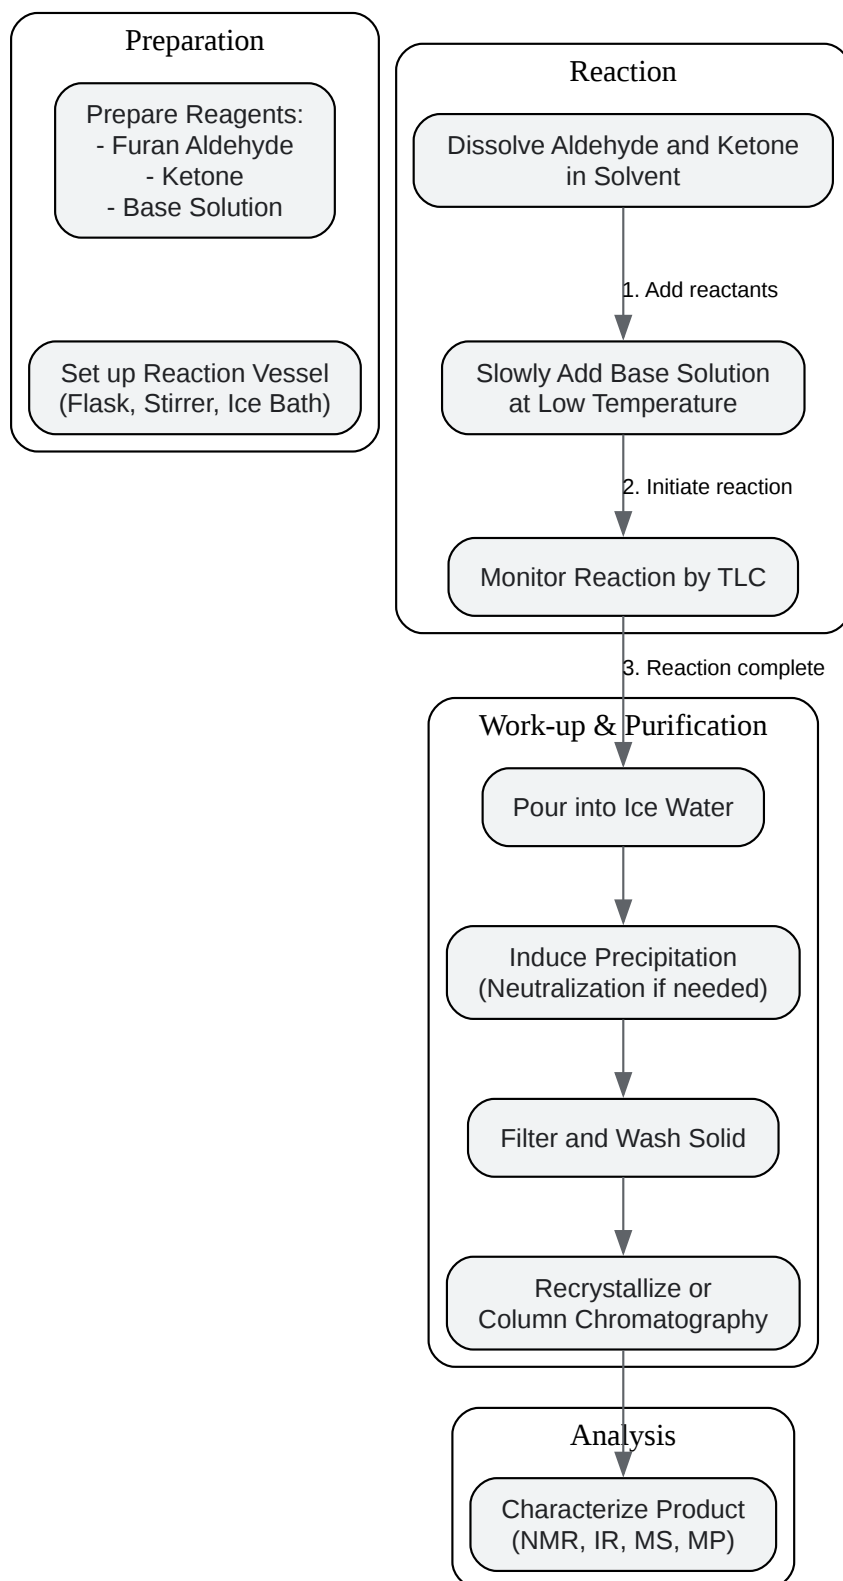 Preparation
Prepare Reagents:
- Furan Aldehyde
- Ketone
- Base Solution
Set up Reaction Vessel
(Flask, Stirrer, Ice Bath)
Reaction
Dissolve Aldehyde and Ketone
in Solvent
1. Add reactants
Slowly Add Base Solution
at Low Temperature
2. Initiate reaction
Monitor Reaction by TLC
3. Reaction complete
Work-up & Purification
Pour into Ice Water
Induce Precipitation
(Neutralization if needed)
Filter and Wash Solid
Recrystallize or
Column Chromatography
Analysis
Characterize Product
(NMR, IR, MS, MP)